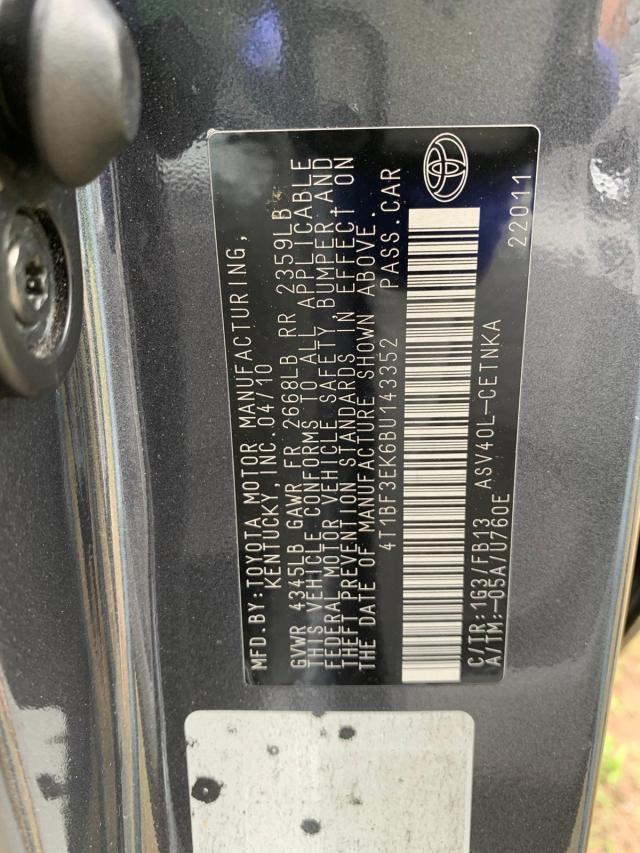 MFD.BY:TOYOTA MOTOR MANUFACTURING,
KENTUCKY, INC. 04/10
GVWR 4345LB GAWR FR 2668LB RR 2359LB
THIS VEHICLE CONFORMS TO ALL APPLICABLE
FEDERAL MOTOR VEHICLE SAFETY, BUMPER AND
THEFT PREVENTION STANDARDS IN EFFECT ON
THE DATE OF MANUFACTURE SHOWN ABOVE.
4T1BF3EK6BU143352 PASS.CAR
C/TR:1G3/FB13 ASV40L-CETNKA
A/TM:-05A/U760E 22011